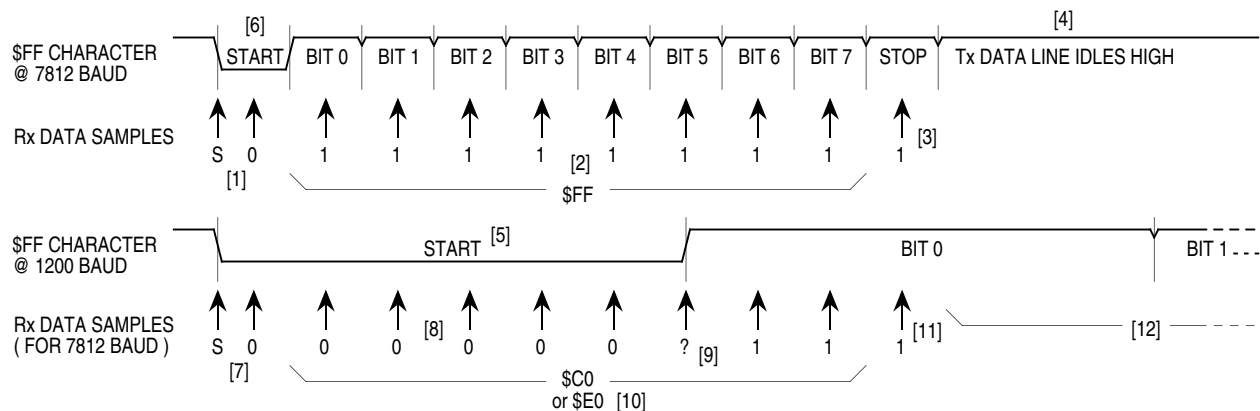 [6] [4]
$FF CHARACTER START BIT 0 BIT 1 BIT 2 BIT 3 BIT 4 BIT 5 BIT 6 BIT 7 STOP Tx DATA LINE IDLES HIGH
@ 7812 BAUD
Rx DATA SAMPLES [3]
S 0 1 1 1 1 1 1 1 1 1
[1] [2]
$FF
$FF CHARACTER START [5] BIT 0 BIT 1
@ 1200 BAUD
Rx DATA SAMPLES [8] [11] [12]
( FOR 7812 BAUD ) S 0 0 0 0 0 0 ? [9] 1 1 1
[7]
$C0
or $E0 [10]